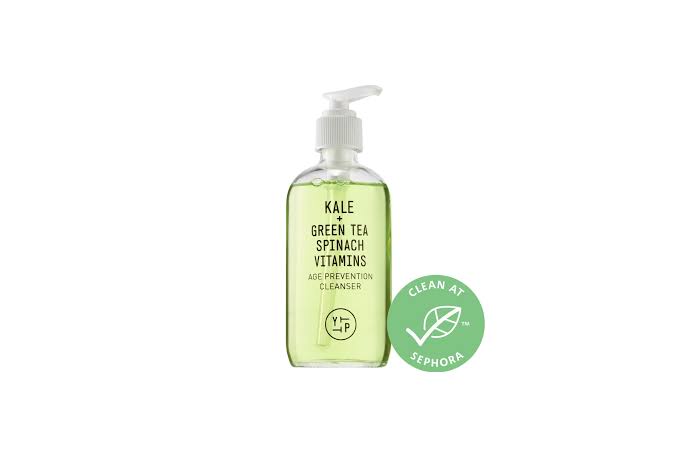 KALE
+
GREEN TEA
SPINACH
VITAMINS
AGE PREVENTION
CLEANSER
Y T
T P
CLEAN AT
TM
SEPHORA